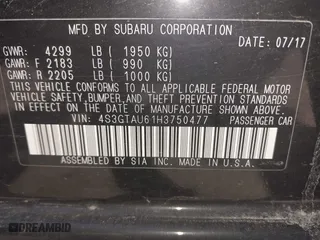 MFD BY SUBARU CORPORATION
DATE 07/17
GVWR: 4299 LB ( 1950 KG)
GAWR: F 2183 LB ( 990 KG)
GAWR: R 2205 LB ( 1000 KG)
THIS VEHICLE CONFORMS TO ALL APPLICABLE FEDERAL MOTOR
VEHICLE SAFETY,BUMPER,AND THEFT PREVENTION STANDARDS
IN EFFECT ON THE DATE OF MANUFACTURE SHOWN ABOVE.
VIN: 4S3GTAU61H3750477 PASSENGER CAR
ASSEMBLED BY SIA INC. MADE IN U.S.A.
DREAMBID